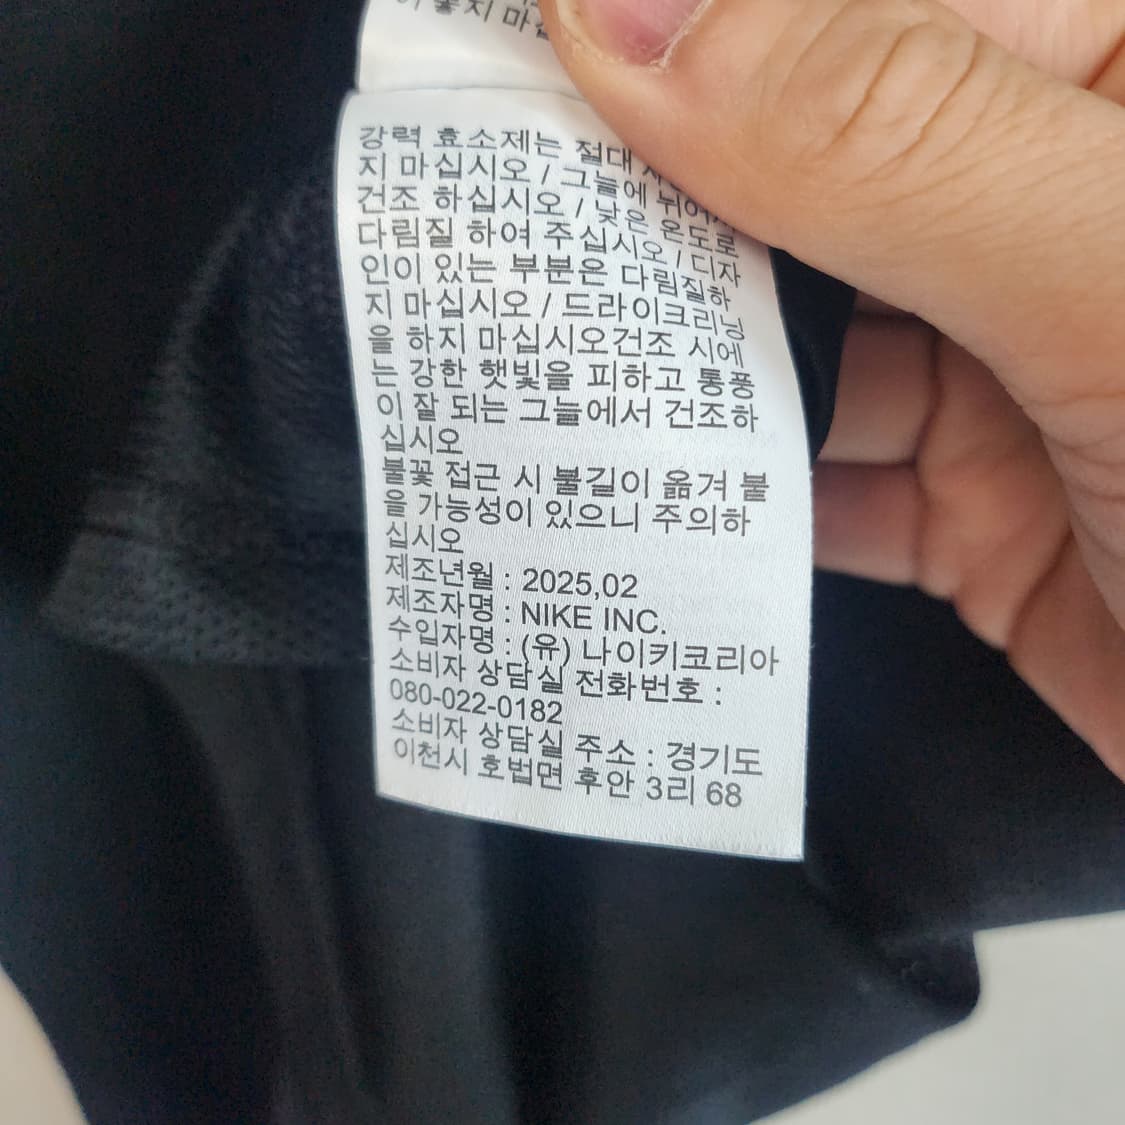 지 마십
강력 효소제는 절대
지 마십시오 / 그늘에 뉘어서
건조 하십시오 / 낮은 온도로
다림질 하여 주십시오 / 디자
인이 있는 부분은 다림질하
지 마십시오 / 드라이크리닝
을 하지 마십시오건조 시에
는 강한 햇빛을 피하고 통풍
이 잘 되는 그늘에서 건조하
십시오
불꽃 접근 시 불길이 옮겨 붙
을 가능성이 있으니 주의하
십시오
제조년월 : 2025,02
제조자명 : NIKE INC.
수입자명 : (유) 나이키코리아
소비자 상담실 전화번호 :
080-022-0182
소비자 상담실 주소 : 경기도
이천시 호법면 후안 3리 68